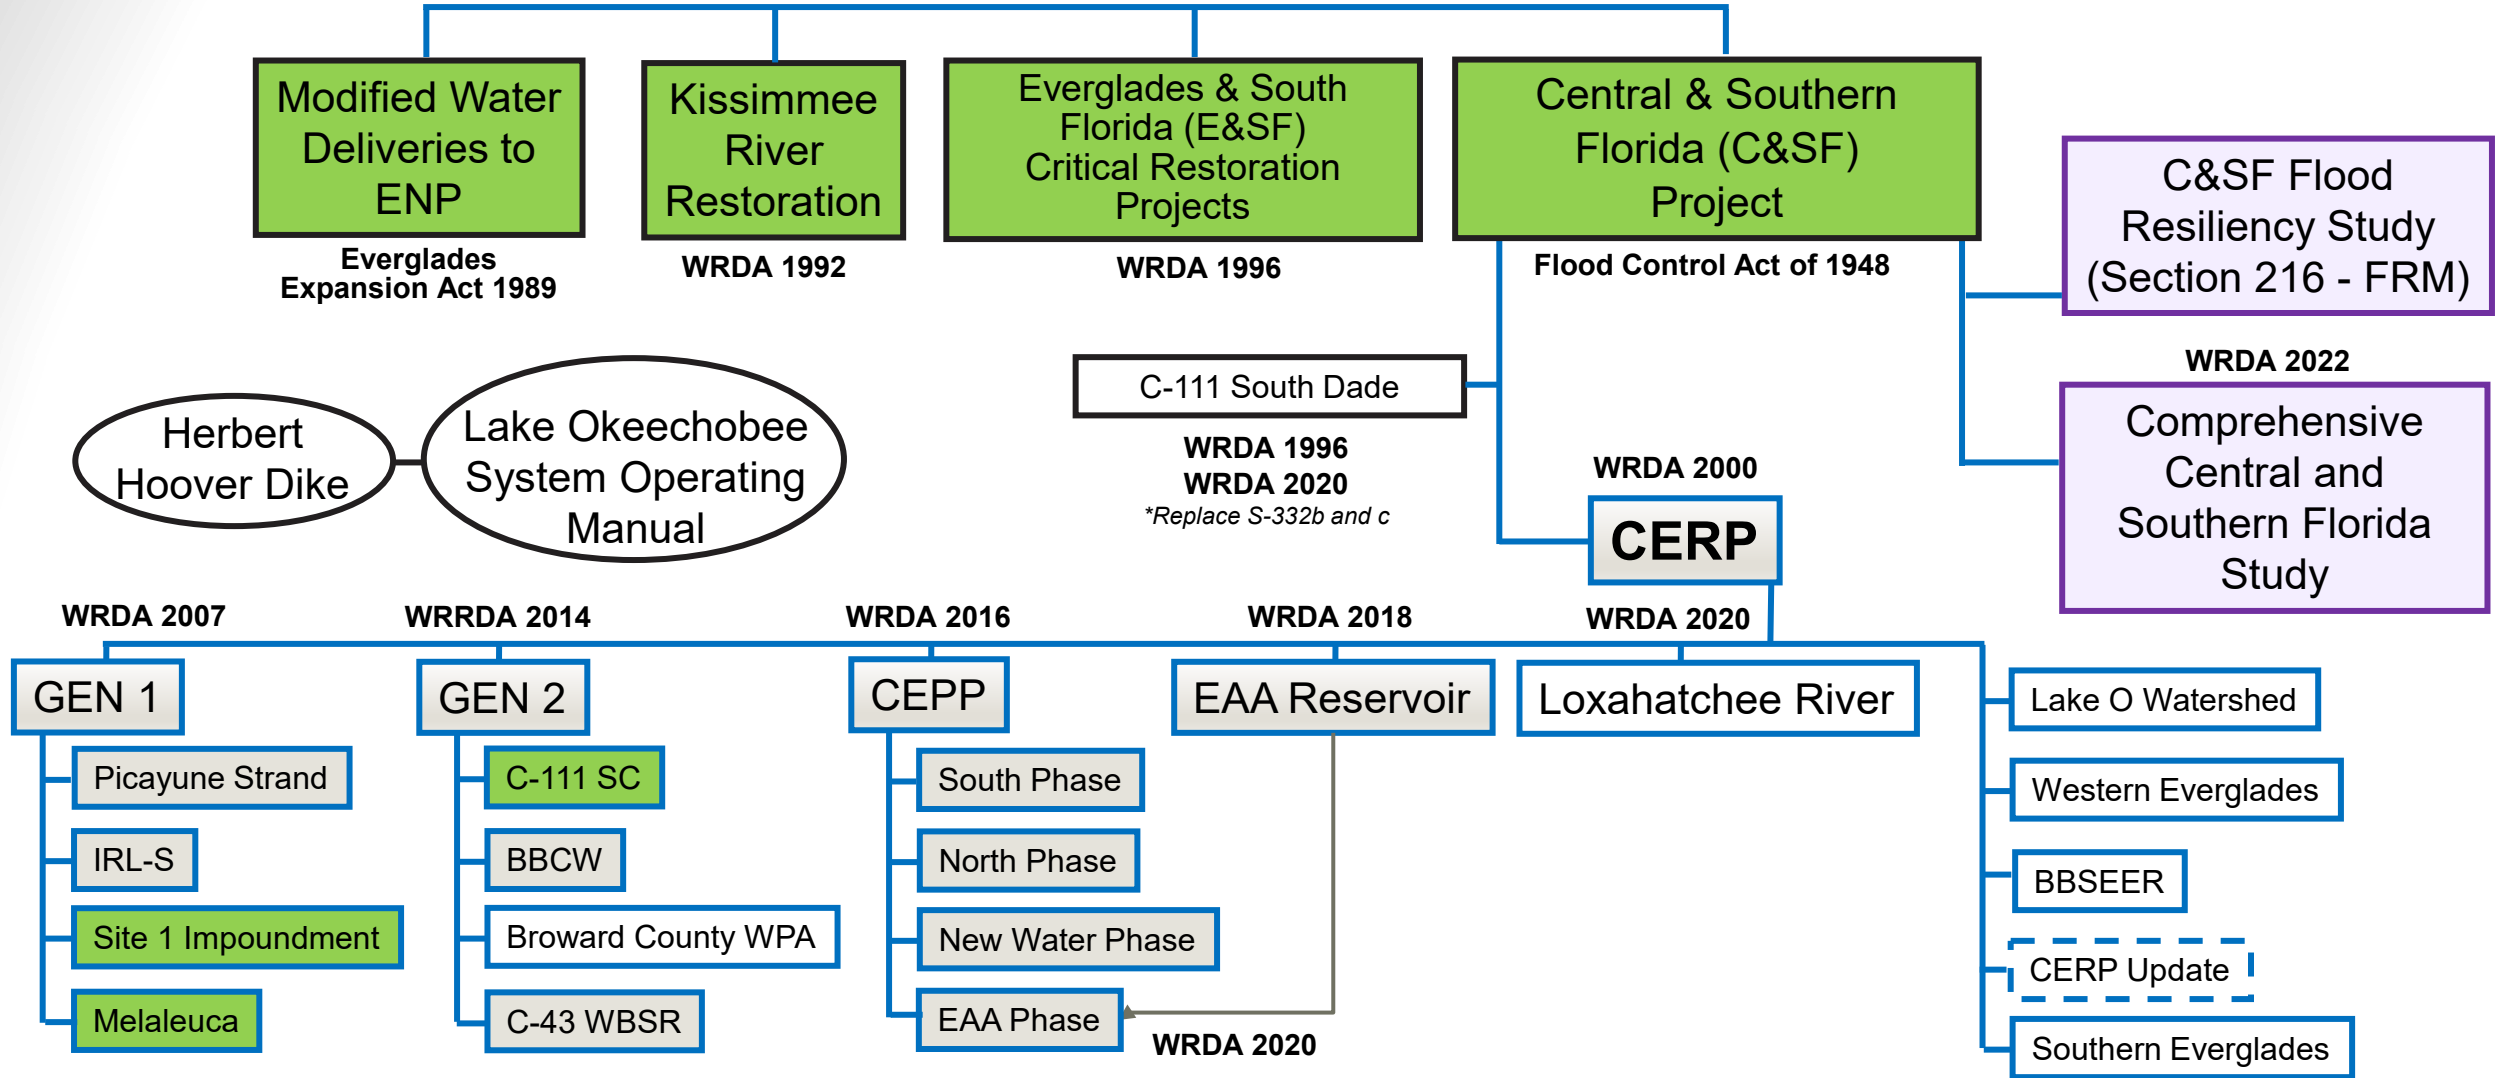 Modified Water
Deliveries to
ENP
Everglades
Expansion Act 1989
Kissimmee
River
Restoration
WRDA 1992
Everglades & South
Florida (E&SF)
Critical Restoration
Projects
WRDA 1996
Central & Southern
Florida (C&SF)
Project
Flood Control Act of 1948
C&SF Flood
Resiliency Study
(Section 216 - FRM)
WRDA 2022
Comprehensive
Central and
Southern Florida
Study
Herbert
Hoover Dike
Lake Okeechobee
System Operating
Manual
C-111 South Dade
WRDA 1996
WRDA 2020
*Replace S-332b and c
WRDA 2000
CERP
WRDA 2007
GEN 1
Picayune Strand
IRL-S
Site 1 Impoundment
Melaleuca
WRRDA 2014
GEN 2
C-111 SC
BBCW
Broward County WPA
C-43 WBSR
WRDA 2016
CEPP
South Phase
North Phase
New Water Phase
EAA Phase
WRDA 2018
EAA Reservoir
WRDA 2020
WRDA 2020
Loxahatchee River
Lake O Watershed
Western Everglades
BBSEER
CERP Update
Southern Everglades